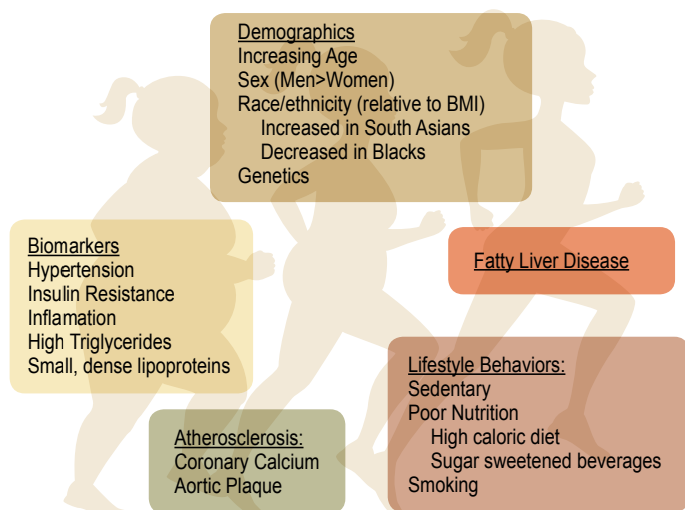 Demographics
Increasing Age
Sex (Men>Women)
Race/ethnicity (relative to BMI)
Increased in South Asians
Decreased in Blacks
Genetics
Biomarkers
Hypertension
Insulin Resistance
Inflamation
High Triglycerides
Small, dense lipoproteins
Fatty Liver Disease
Atherosclerosis:
Coronary Calcium
Aortic Plaque
Lifestyle Behaviors:
Sedentary
Poor Nutrition
High caloric diet
Sugar sweetened beverages
Smoking